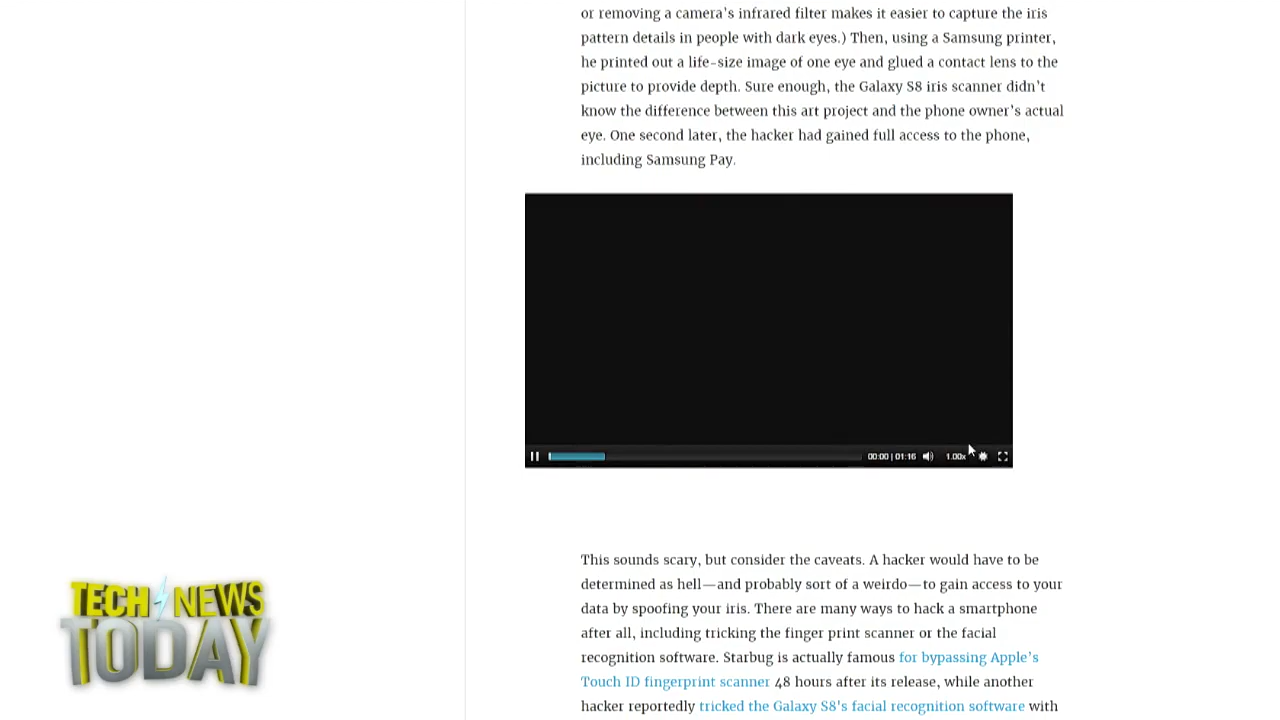 or removing a camera's infrared filter makes it easier to capture the iris
pattern details in people with dark eyes.) Then, using a Samsung printer,
he printed out a life-size image of one eye and glued a contact lens to the
picture to provide depth. Sure enough, the Galaxy S8 iris scanner didn't
know the difference between this art project and the phone owner's actual
eye. One second later, the hacker had gained full access to the phone,
including Samsung Pay.
00:00 | 01:16
1.00x
This sounds scary, but consider the caveats. A hacker would have to be
determined as hell—and probably sort of a weirdo—to gain access to your
data by spoofing your iris. There are many ways to hack a smartphone
after all, including tricking the finger print scanner or the facial
recognition software. Starbug is actually famous for bypassing Apple's
Touch ID fingerprint scanner 48 hours after its release, while another
hacker reportedly tricked the Galaxy S8's facial recognition software with
TECH NEWS
TODAY